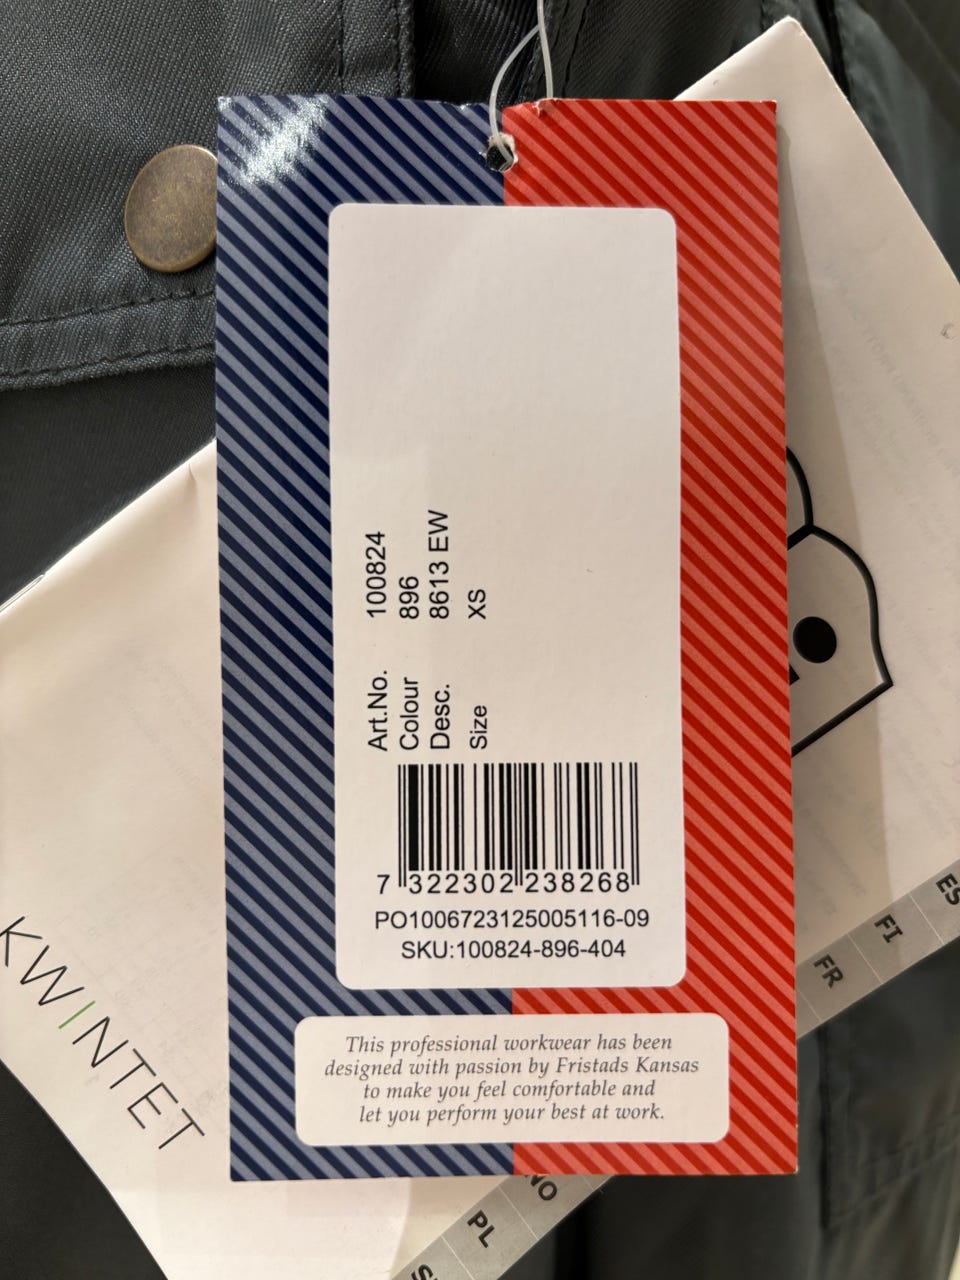 Art.No. 100824
Colour 896
Desc. 8613 EW
Size XS
7 322302 238268
PO1006723125005116-09
SKU:100824-896-404
This professional workwear has been
designed with passion by Fristads Kansas
to make you feel comfortable and
let you perform your best at work.
KWINTET
ES
FI
FR
NO
PL